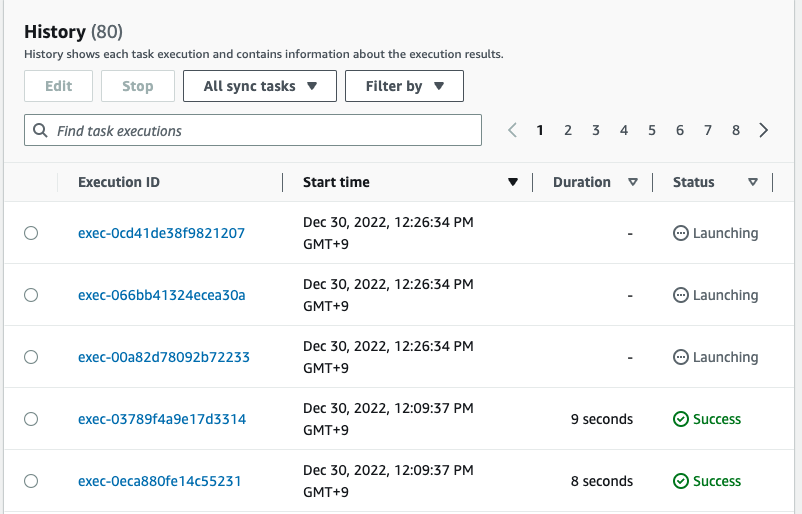 History (80)
History shows each task execution and contains information about the execution results.
Edit Stop All sync tasks Filter by
Find task executions 1 2 3 4 5 6 7 8
Execution ID Start time Duration Status
exec-0cd41de38f9821207 Dec 30, 2022, 12:26:34 PM GMT+9 - Launching
exec-066bb41324ecea30a Dec 30, 2022, 12:26:34 PM GMT+9 - Launching
exec-00a82d78092b72233 Dec 30, 2022, 12:26:34 PM GMT+9 - Launching
exec-03789f4a9e17d3314 Dec 30, 2022, 12:09:37 PM GMT+9 9 seconds Success
exec-0eca880fe14c55231 Dec 30, 2022, 12:09:37 PM GMT+9 8 seconds Success